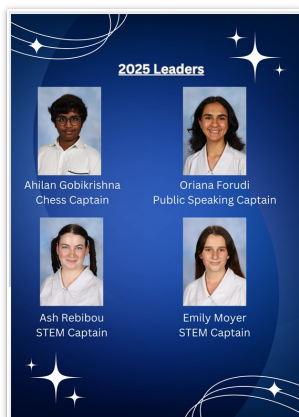 2025 Leaders
Ahilan Gobikrishna
Chess Captain
Oriana Forudi
Public Speaking Captain
Ash Rebibou
STEM Captain
Emily Moyer
STEM Captain